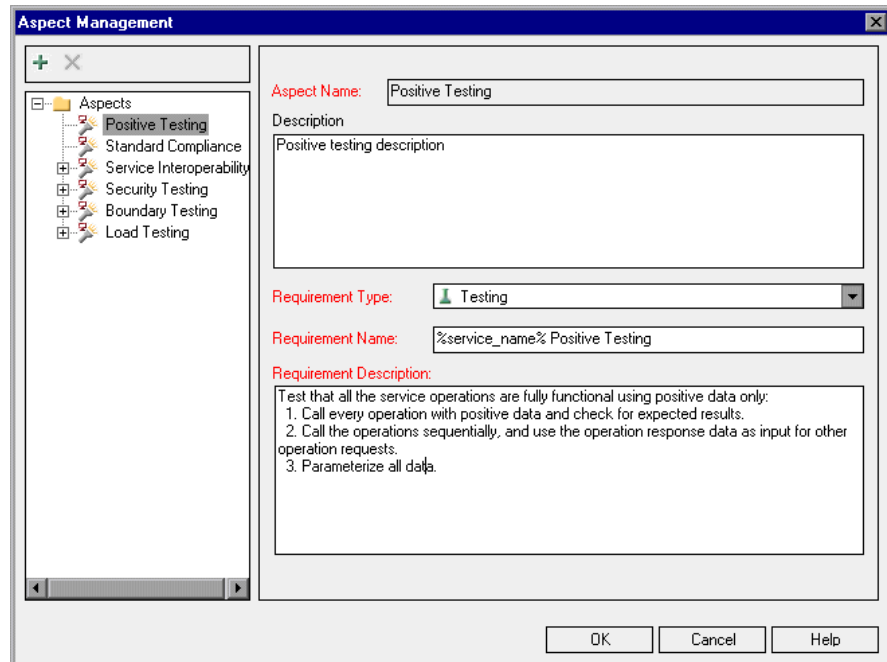 Aspect Management
Aspects
Positive Testing
Standard Compliance
Service Interoperability
Security Testing
Boundary Testing
Load Testing
Aspect Name: Positive Testing
Description
Positive testing description
Requirement Type: Testing
Requirement Name: %service_name% Positive Testing
Requirement Description:
Test that all the service operations are fully functional using positive data only:
1. Call every operation with positive data and check for expected results.
2. Call the operations sequentially, and use the operation response data as input for other
operation requests.
3. Parameterize all data.
OK Cancel Help